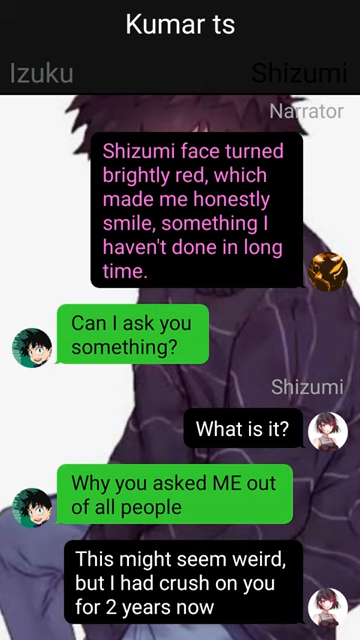 Kumar ts
Izuku
Shizumi
Narrator
Shizumi face turned
brightly red, which
made me honestly
smile, something I
haven't done in long
time.
Can I ask you
something?
Shizumi
What is it?
Why you asked ME out
of all people
This might seem weird,
but I had crush on you
for 2 years now